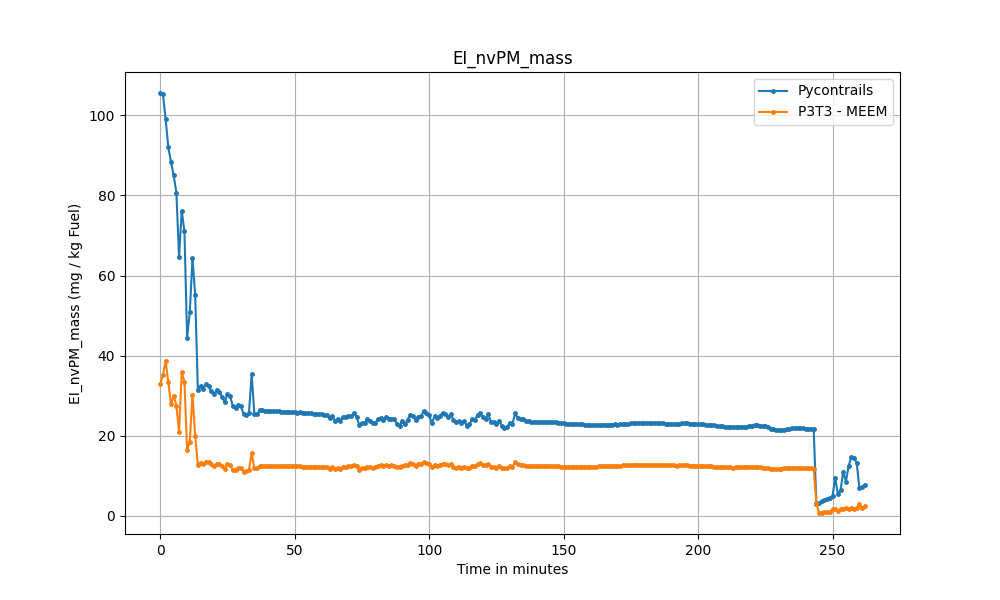 EI_nvPM_mass
Pycontrails
P3T3 - MEEM
EI_nvPM_mass (mg / kg Fuel)
100
80
60
40
20
0
0 50 100 150 200 250
Time in minutes